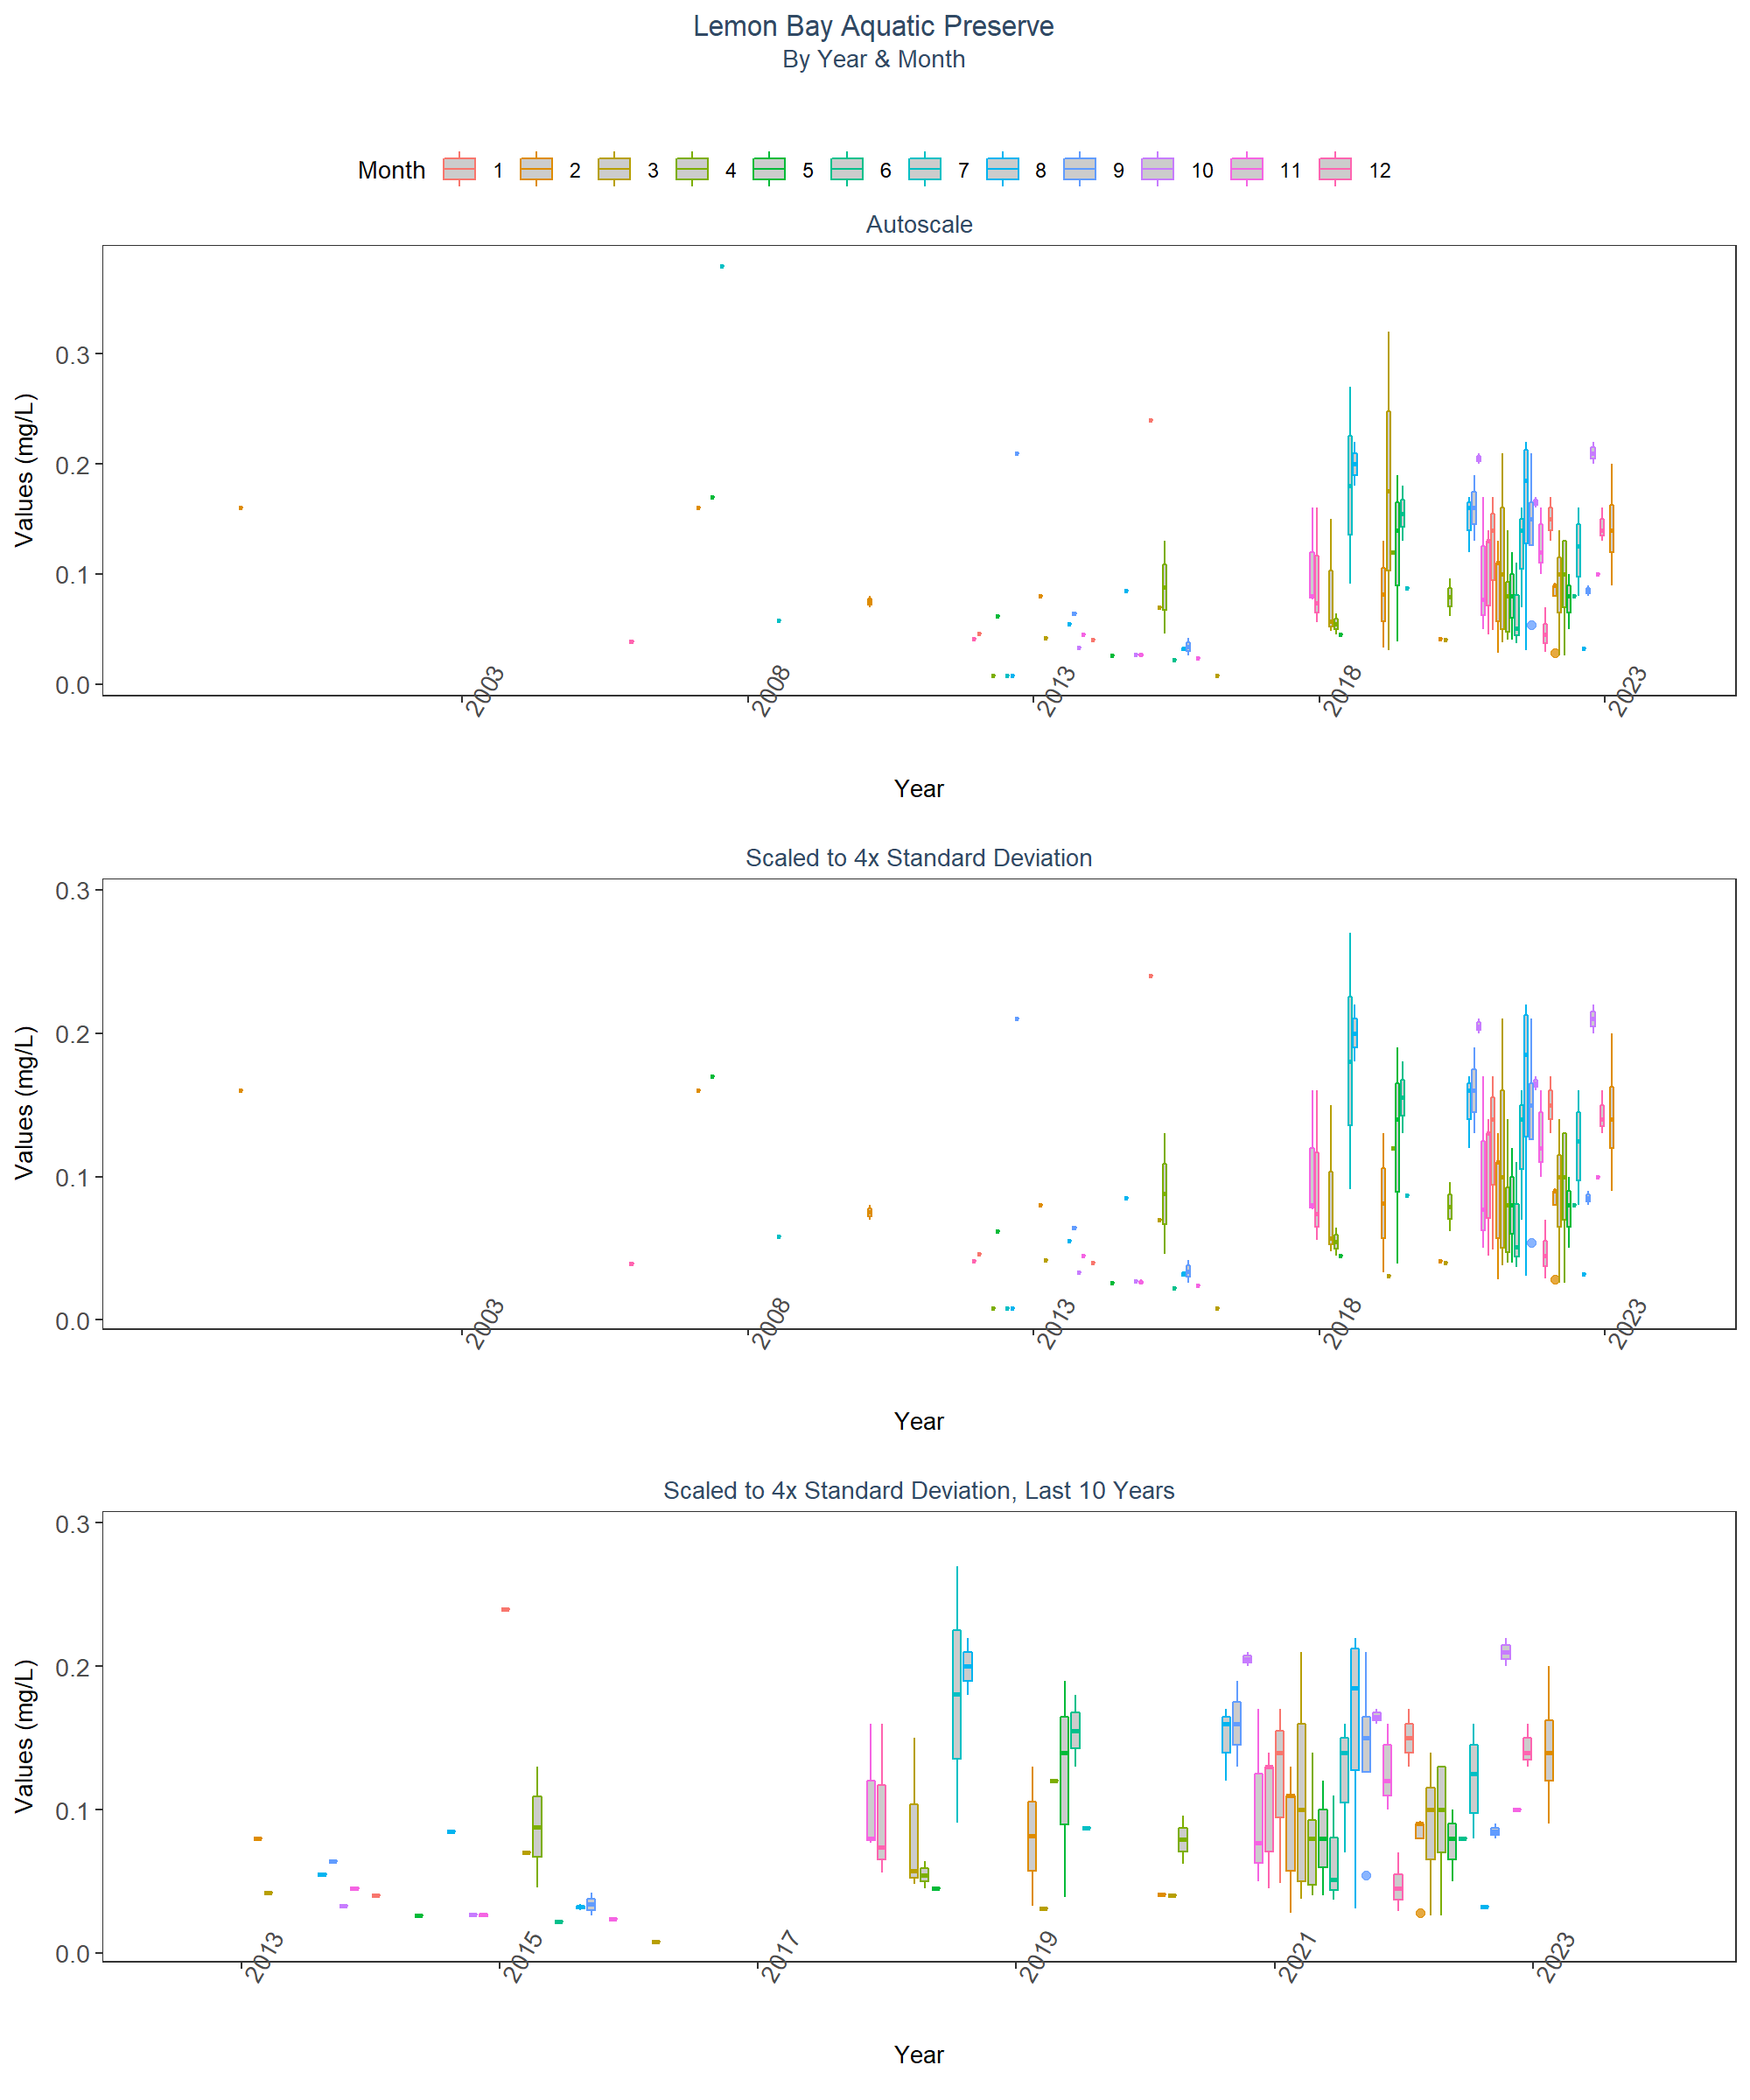 Lemon Bay Aquatic Preserve
By Year & Month
Month 1 2 3 4 5 6 7 8 9 10 11 12
Autoscale
Values (mg/L)
0.3
0.2
0.1
0.0
2003 2008 2013 2018 2023
Year
Scaled to 4x Standard Deviation
Values (mg/L)
0.3
0.2
0.1
0.0
2003 2008 2013 2018 2023
Year
Scaled to 4x Standard Deviation, Last 10 Years
Values (mg/L)
0.3
0.2
0.1
0.0
2013 2015 2017 2019 2021 2023
Year